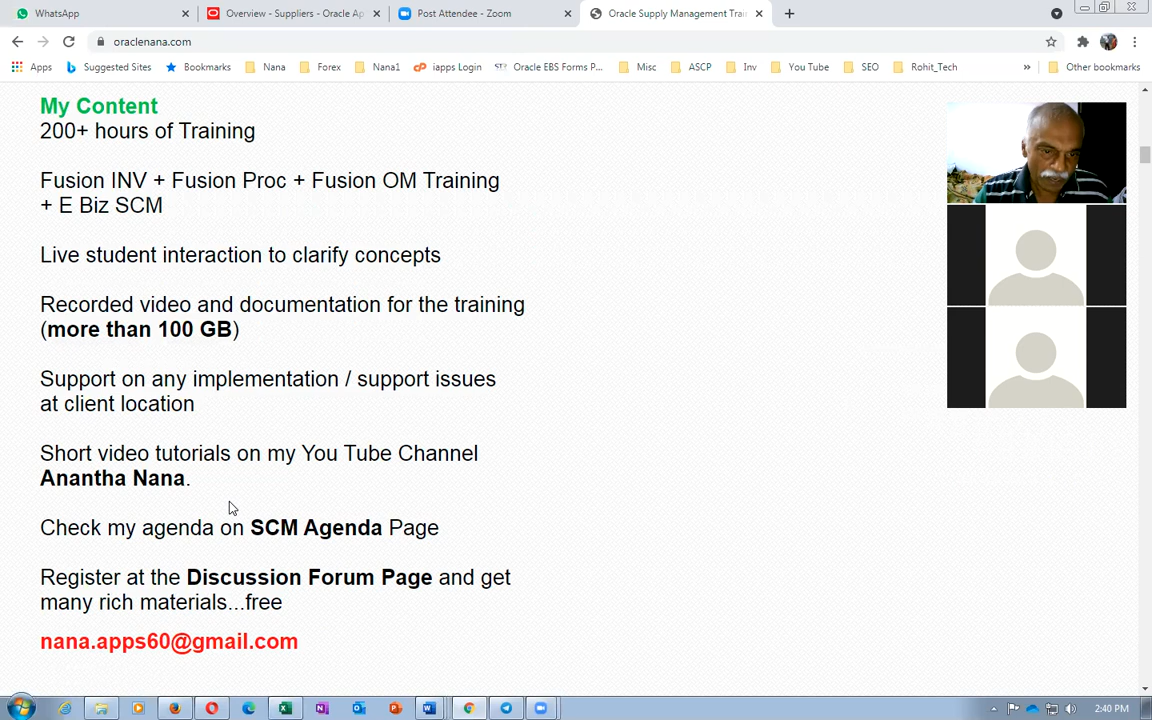 WhatsApp
Overview - Suppliers - Oracle Ap
Post Attendee - Zoom
Oracle Supply Management Trai
oraclenana.com
Apps
Suggested Sites
Bookmarks
Nana
Forex
Nana1
iapps Login
Oracle EBS Forms P...
Misc
ASCP
Inv
You Tube
SEO
Rohit_Tech
»
Other bookmarks
My Content
200+ hours of Training
Fusion INV + Fusion Proc + Fusion OM Training
+ E Biz SCM
Live student interaction to clarify concepts
Recorded video and documentation for the training
(more than 100 GB)
Support on any implementation / support issues
at client location
Short video tutorials on my You Tube Channel
Anantha Nana.
Check my agenda on SCM Agenda Page
Register at the Discussion Forum Page and get
many rich materials...free
nana.apps60@gmail.com
2:40 PM